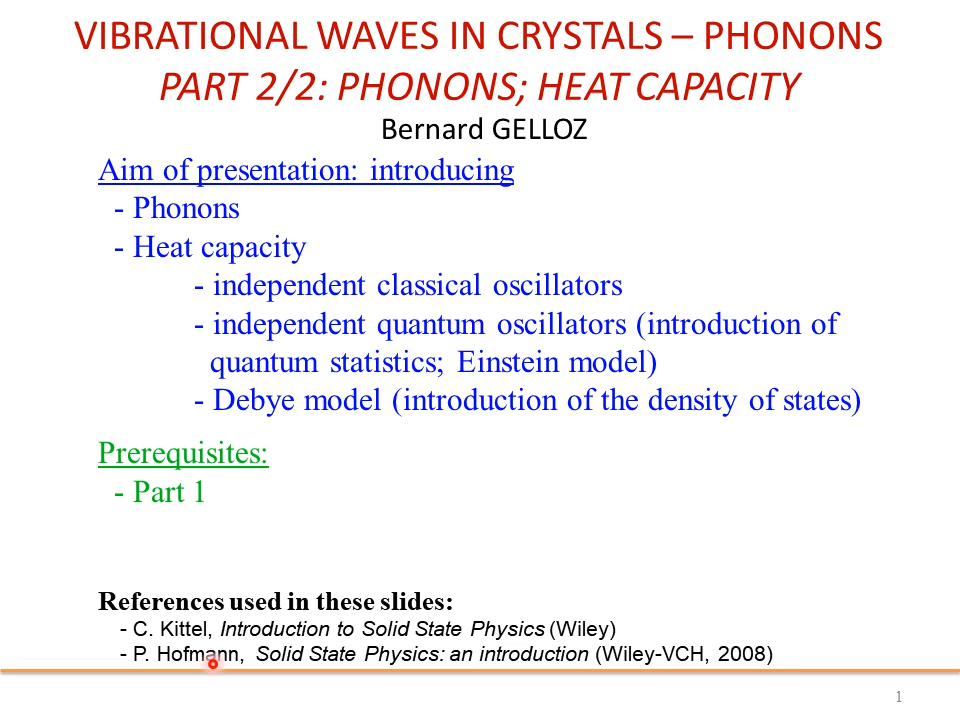 VIBRATIONAL WAVES IN CRYSTALS – PHONONS
PART 2/2: PHONONS; HEAT CAPACITY
Bernard GELLOZ
Aim of presentation: introducing
- Phonons
- Heat capacity
- independent classical oscillators
- independent quantum oscillators (introduction of
quantum statistics; Einstein model)
- Debye model (introduction of the density of states)
Prerequisites:
- Part 1
References used in these slides:
- C. Kittel, Introduction to Solid State Physics (Wiley)
- P. Hofmann, Solid State Physics: an introduction (Wiley-VCH, 2008)
1